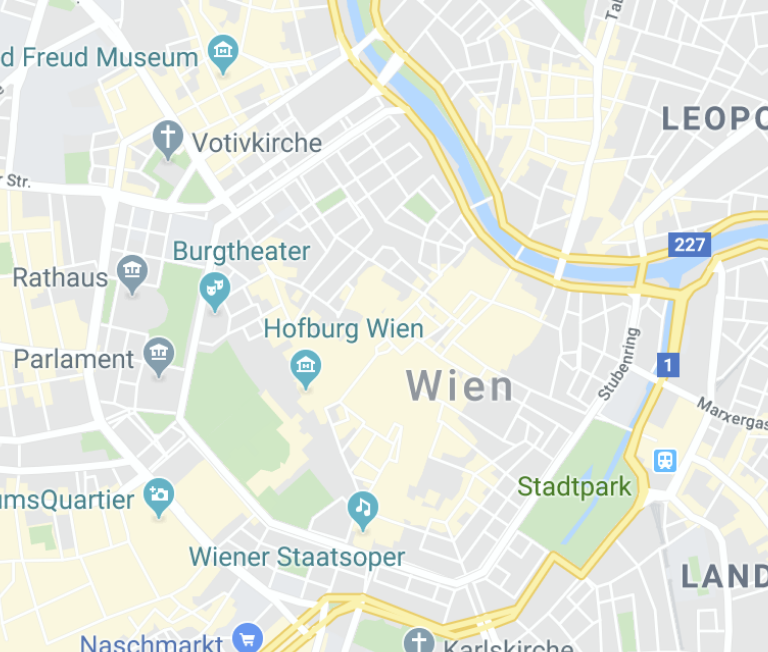 d Freud Museum
Votivkirche
LEOPO
r Str.
Burgtheater
227
Rathaus
Hofburg Wien
Parlament
Wien
Stubenring
1
Marxergas
Stadtpark
umsQuartier
Wiener Staatsoper
LAND
Naschmarkt
Karlskirche